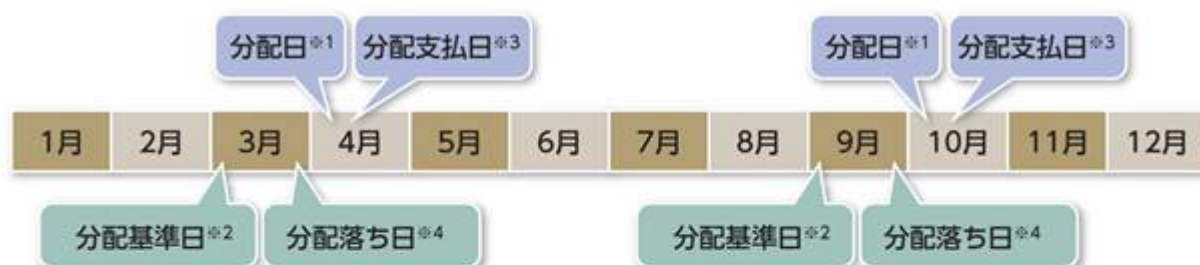 分配日※1 分配支払日※3 分配日※1 分配支払日※3
1月 2月 3月 4月 5月 6月 7月 8月 9月 10月 11月 12月
分配基準日※2 分配落ち日※4 分配基準日※2 分配落ち日※4